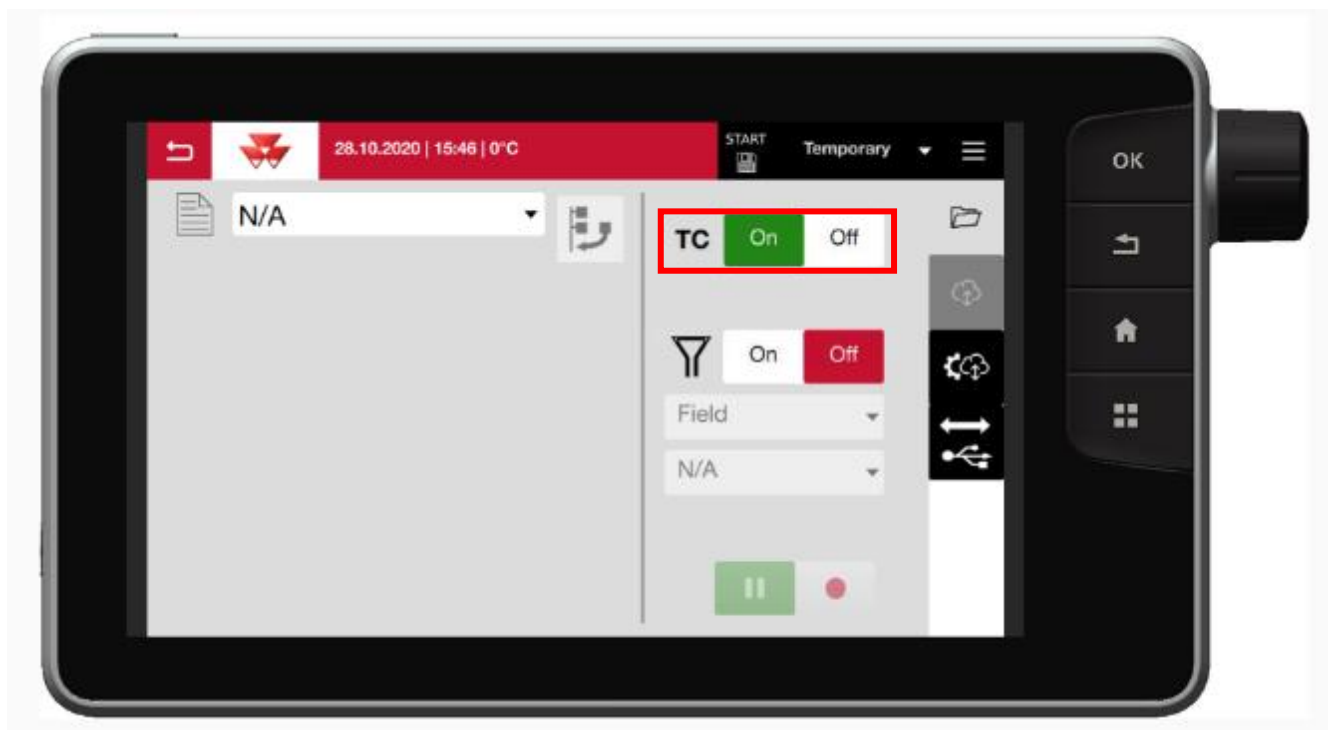 28.10.2020 | 15:46 | 0°C
START
Temporary
OK
N/A
TC On Off
On Off
Field
N/A